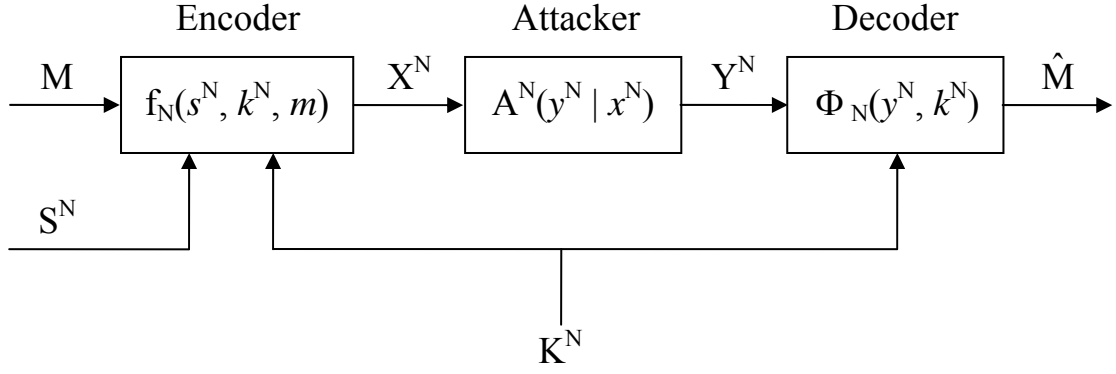 Encoder Attacker Decoder
M X^N Y^N M̂
f_N(s^N, k^N, m) A^N(y^N | x^N) Φ_N(y^N, k^N)
S^N
K^N